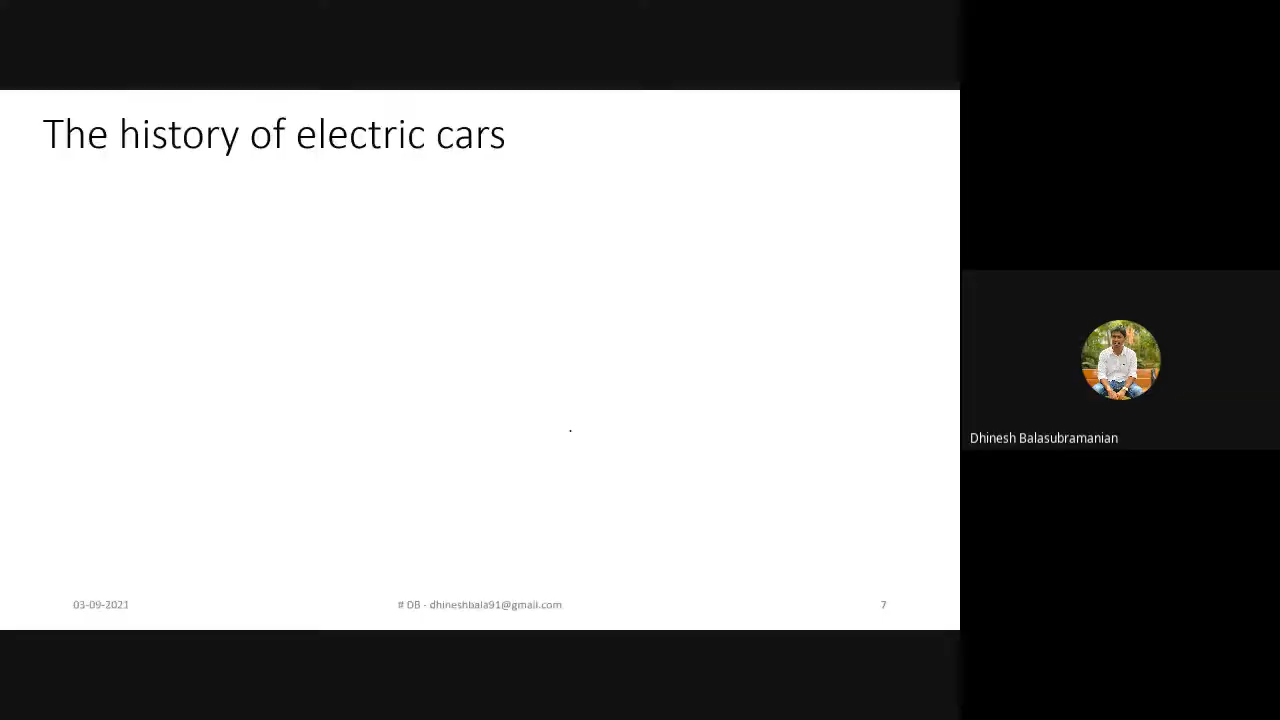 The history of electric cars
Dhinesh Balasubramanian
03-09-2021
# DB - dhineshbala91@gmail.com
7